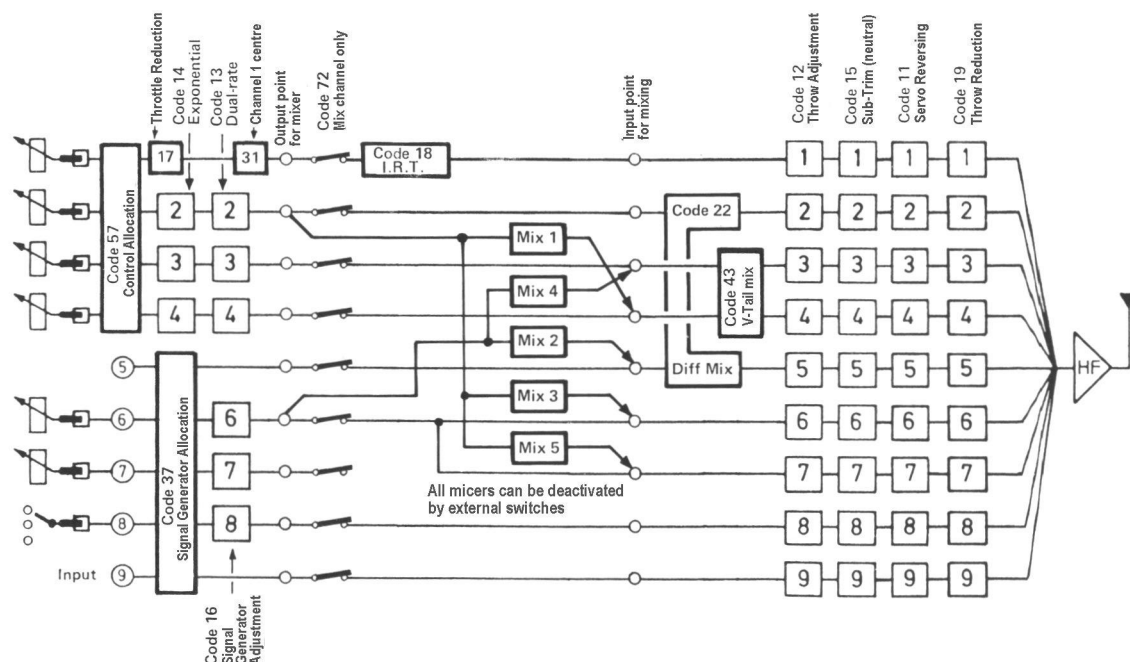 Throttle Reduction
Code 14
Exponential
Code 13
Dual-rate
Channel 1 centre
Output point
for mixer
Code 72
Mix channel only
Input point
for mixing
Code 12
Throw Adjustment
Code 15
Sub-Trim (neutral)
Code 11
Servo Reversing
Code 19
Throw Reduction
17 31 Code 18
I.R.T.
1 1 1 1
Code 57
Control Allocation
2 2 Code 22 2 2 2 2
Mix 1
3 3 3 3 3 3
Mix 4
Code 43
V-Tail mix
4 4 4 4 4 4
Mix 2
5 Diff Mix 5 5 5 5
HF
Mix 3
6 6 6 6 6 6
Mix 5
7 7 7 7 7 7
Code 37
Signal Generator Allocation
All micers can be deactivated
by external switches
8 8 8 8 8 8
Input 9 9 9 9 9
Code 16
Signal
Generator
Adjustment